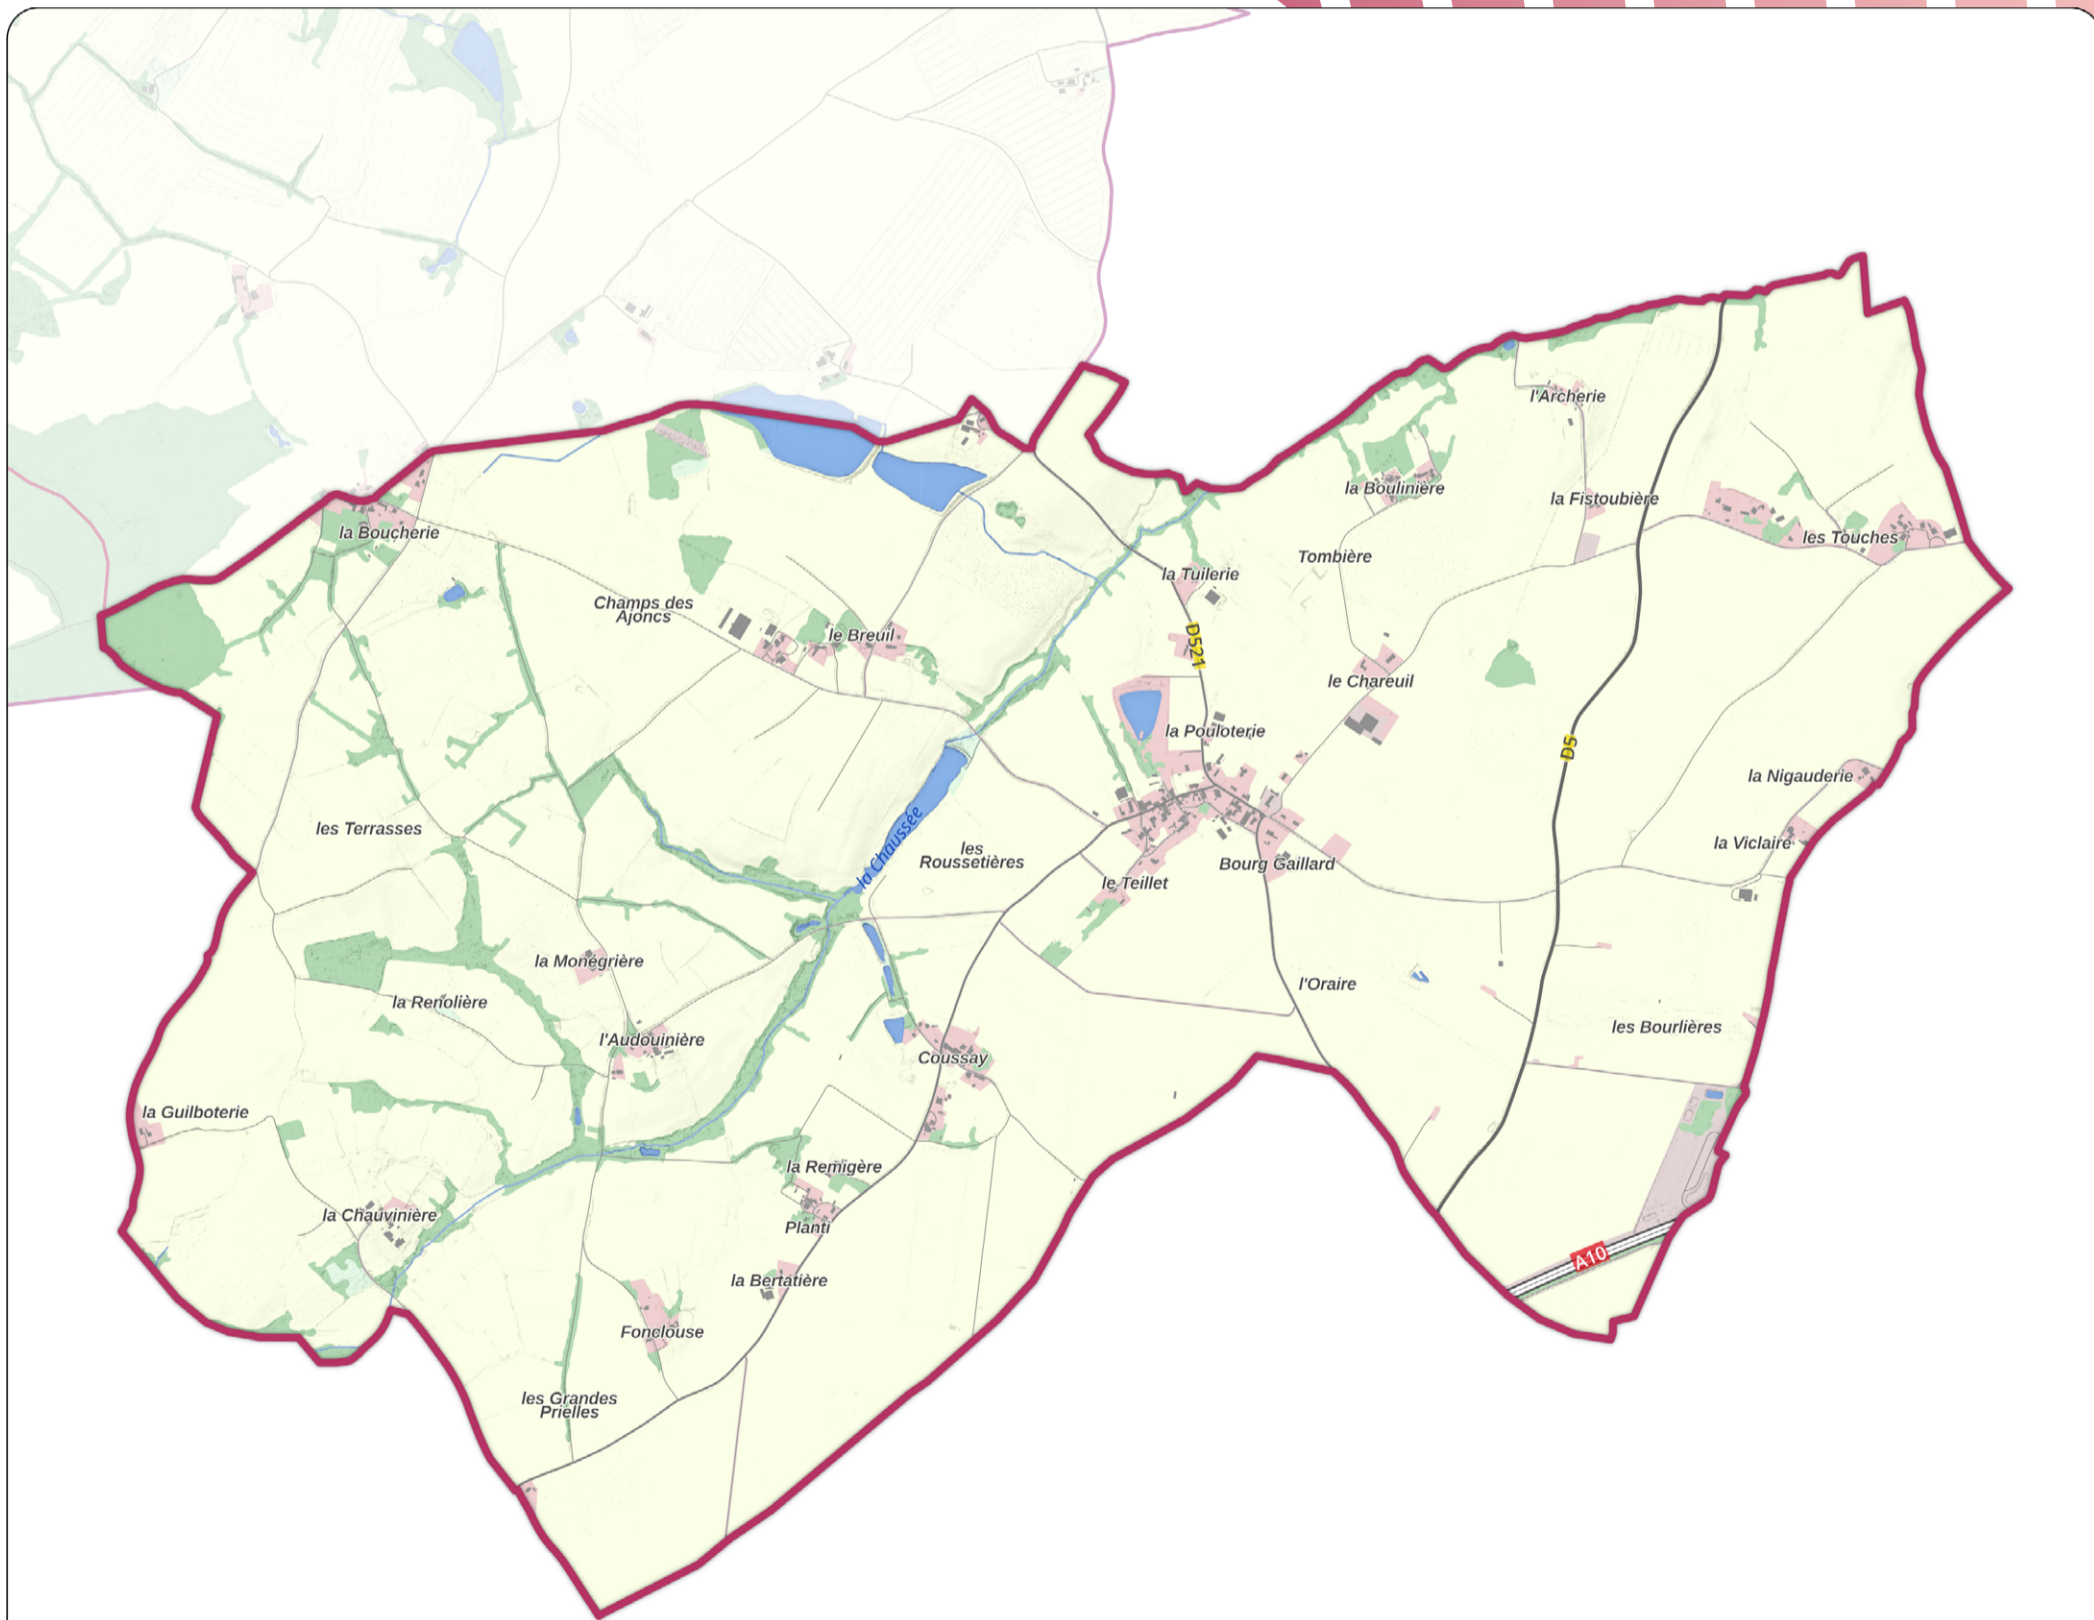 l'Archerie
la Boulinière
la Fistoubière
la Boucherie
les Touches
Tombière
la Tuilerie
Champs des
Ajoncs
le Breuil
D521
le Chareuil
la Pouloterie
D5
la Nigauderie
les Terrasses
la Chaussée
les
Roussetières
la Viclaire
Bourg Gaillard
le Teillet
la Monégrière
l'Oraire
la Renolière
les Bourlières
l'Audouinière
Coussay
la Guilboterie
la Remigère
la Chauvinière
Planti
A10
la Bertatière
Fonclouse
les Grandes
Prielles